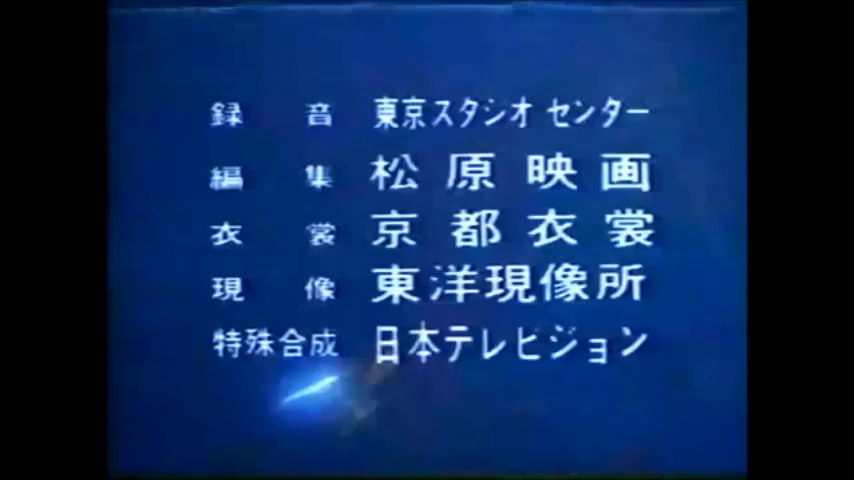 録音 東京スタジオ センター
編集 松原映画
衣裳 京都衣裳
現像 東洋現像所
特殊合成 日本テレビジョン